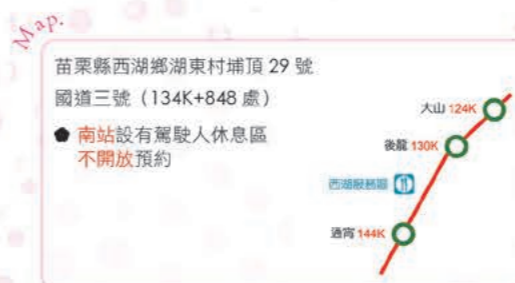 Map.
苗栗縣西湖鄉湖東村埔頂 29 號
國道三號（134K+848 處）
南站設有駕駛人休息區
不開放預約
大山 124K
後龍 130K
西湖服務區
通宵 144K